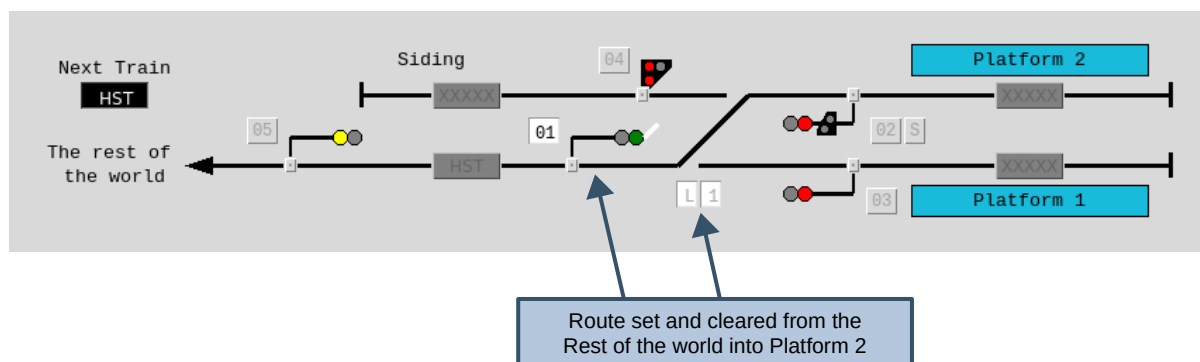 Siding
04
Platform 2
Next Train
HST
XXXXX
XXXXX
05
01
02 S
The rest of
the world
HST
XXXXX
L 1
03
Platform 1
Route set and cleared from the
Rest of the world into Platform 2